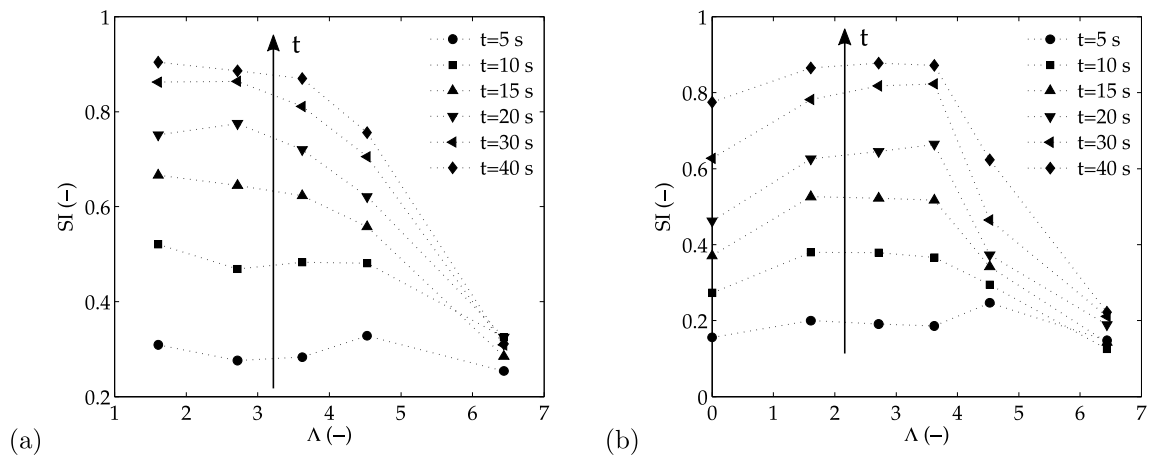 1
0.8
0.6
0.4
0.2
SI (–)
1 2 3 4 5 6 7
Λ (–)
t
t=5 s
t=10 s
t=15 s
t=20 s
t=30 s
t=40 s
(a)
1
0.8
0.6
0.4
0.2
0
SI (–)
0 1 2 3 4 5 6 7
Λ (–)
t
t=5 s
t=10 s
t=15 s
t=20 s
t=30 s
t=40 s
(b)